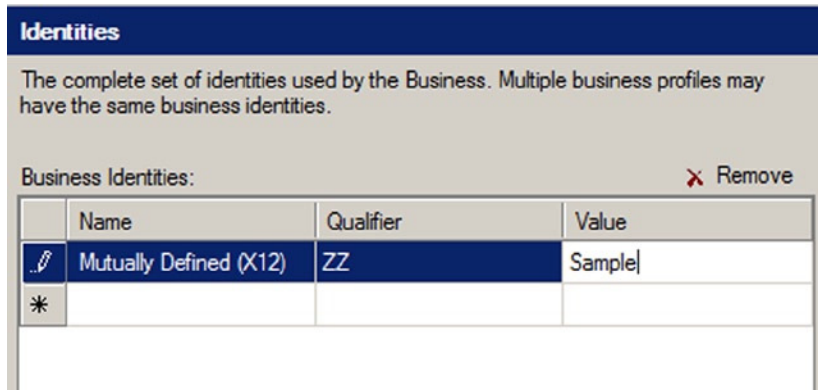 Identities
The complete set of identities used by the Business. Multiple business profiles may
have the same business identities.
Business Identities:
Remove
Name Qualifier Value
Mutually Defined (X12) ZZ Sample